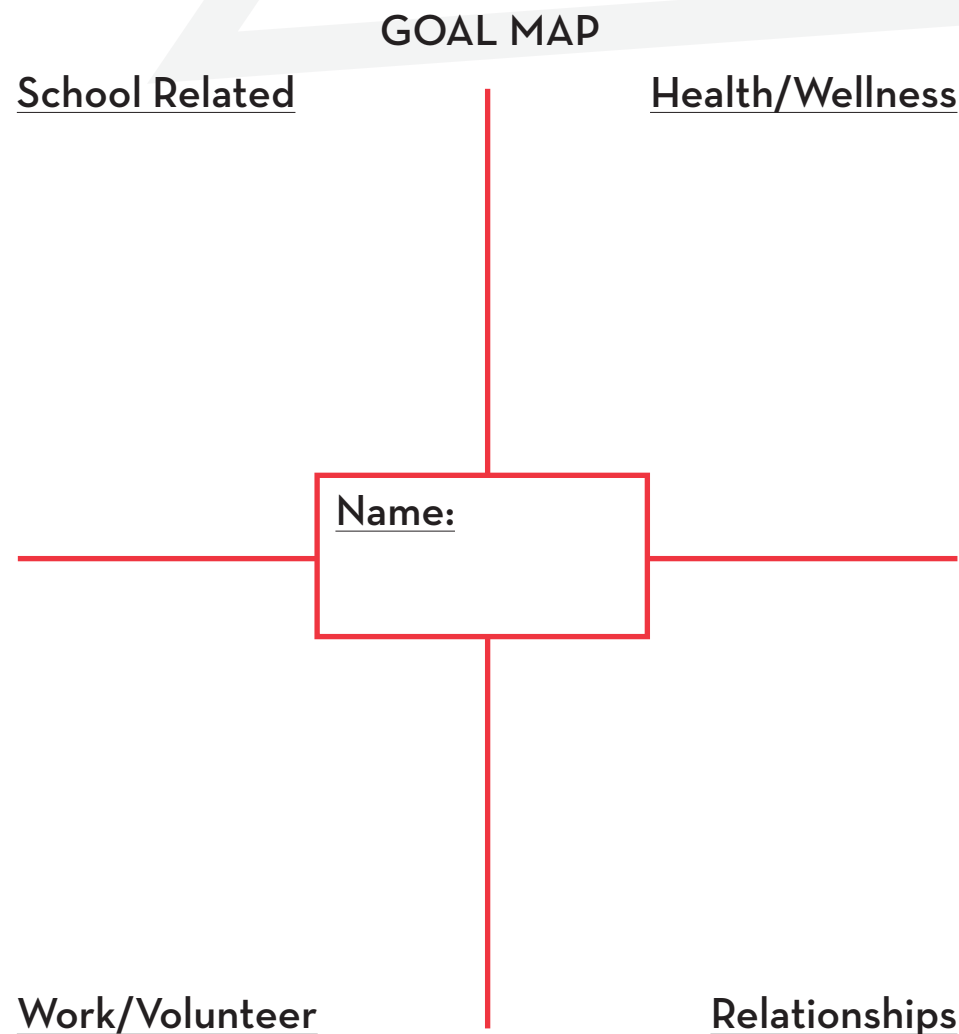 GOAL MAP
School Related
Health/Wellness
Name:
Work/Volunteer
Relationships